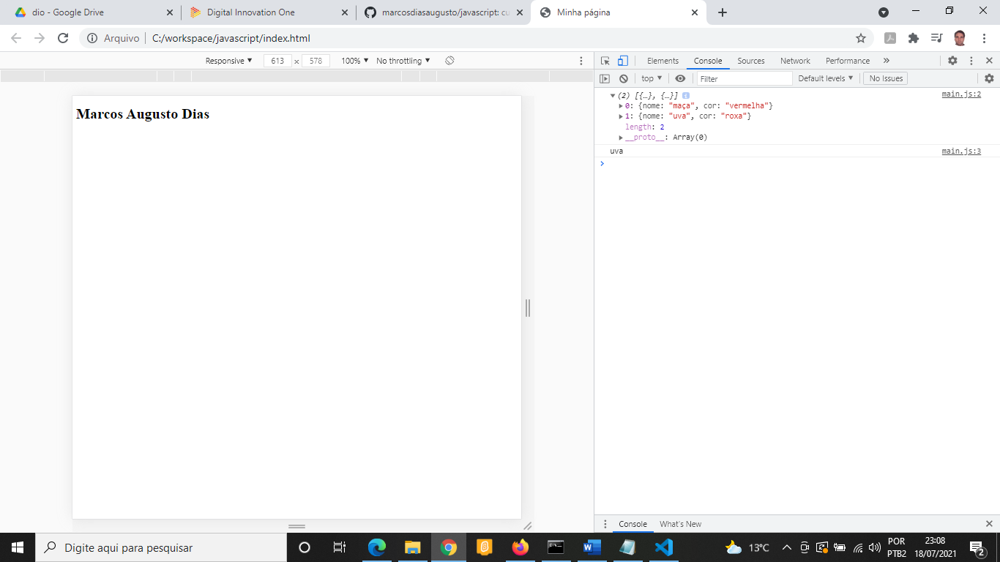 dio - Google Drive
Digital Innovation One
marcosdiasaugusto/javascript: cu
Minha página
Arquivo
C:/workspace/javascript/index.html
Responsive ▼ 613 × 578 100% ▼ No throttling ▼
Elements Console Sources Network Performance »
top ▼ Filter Default levels ▼ No Issues
Marcos Augusto Dias
(2) [{…}, {…}] i main.js:2
0: {nome: "maça", cor: "vermelha"}
1: {nome: "uva", cor: "roxa"}
length: 2
__proto__: Array(0)
uva main.js:3
Console What's New
Digite aqui para pesquisar
13°C
POR
PTB2
23:08
18/07/2021
2